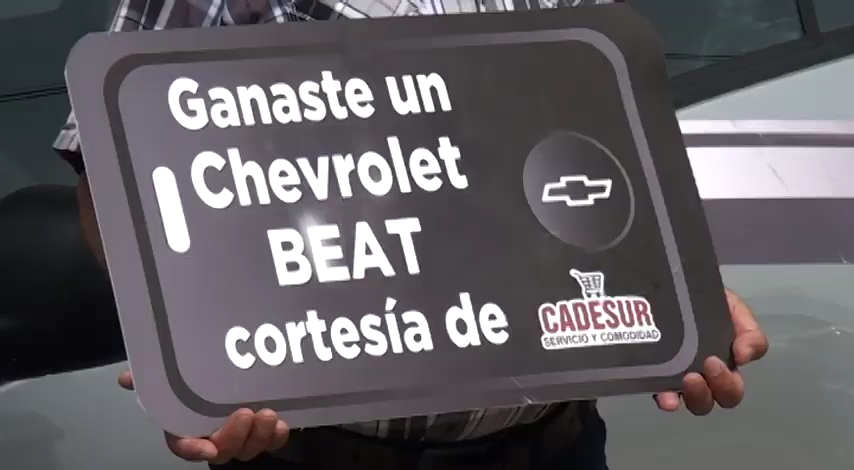 Ganaste un
Chevrolet
BEAT
cortesía de
CADESUR
SERVICIO Y COMODIDAD